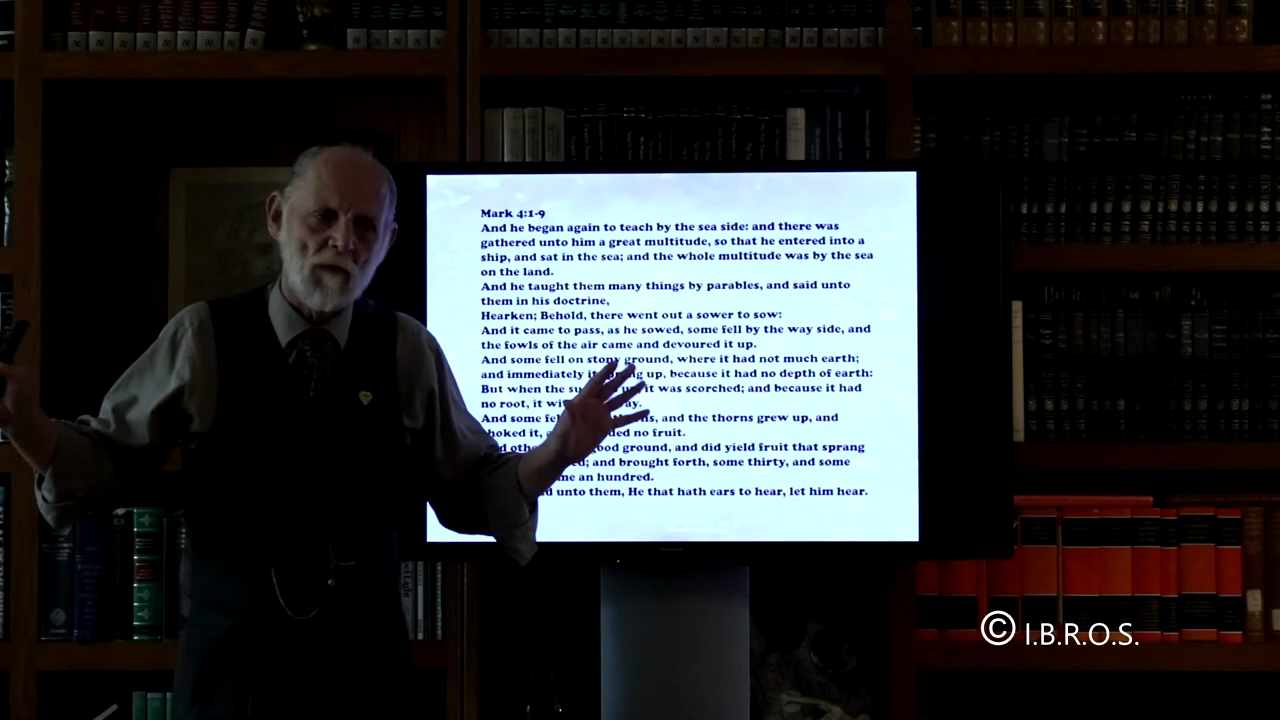 Mark 4:1-9
And he began again to teach by the sea side: and there was
gathered unto him a great multitude, so that he entered into a
ship, and sat in the sea; and the whole multitude was by the sea
on the land.
And he taught them many things by parables, and said unto
them in his doctrine,
Hearken; Behold, there went out a sower to sow:
And it came to pass, as he sowed, some fell by the way side, and
the fowls of the air came and devoured it up.
And some fell on stony ground, where it had not much earth;
and immediately it up, because it had no depth of earth:
But when the up, it was scorched; and because it had
no root, it
And some and the thorns grew up, and
it, no fruit.
good ground, and did yield fruit that sprang
and brought forth, some thirty, and some
an hundred.
unto them, He that hath ears to hear, let him hear.
© I.B.R.O.S.